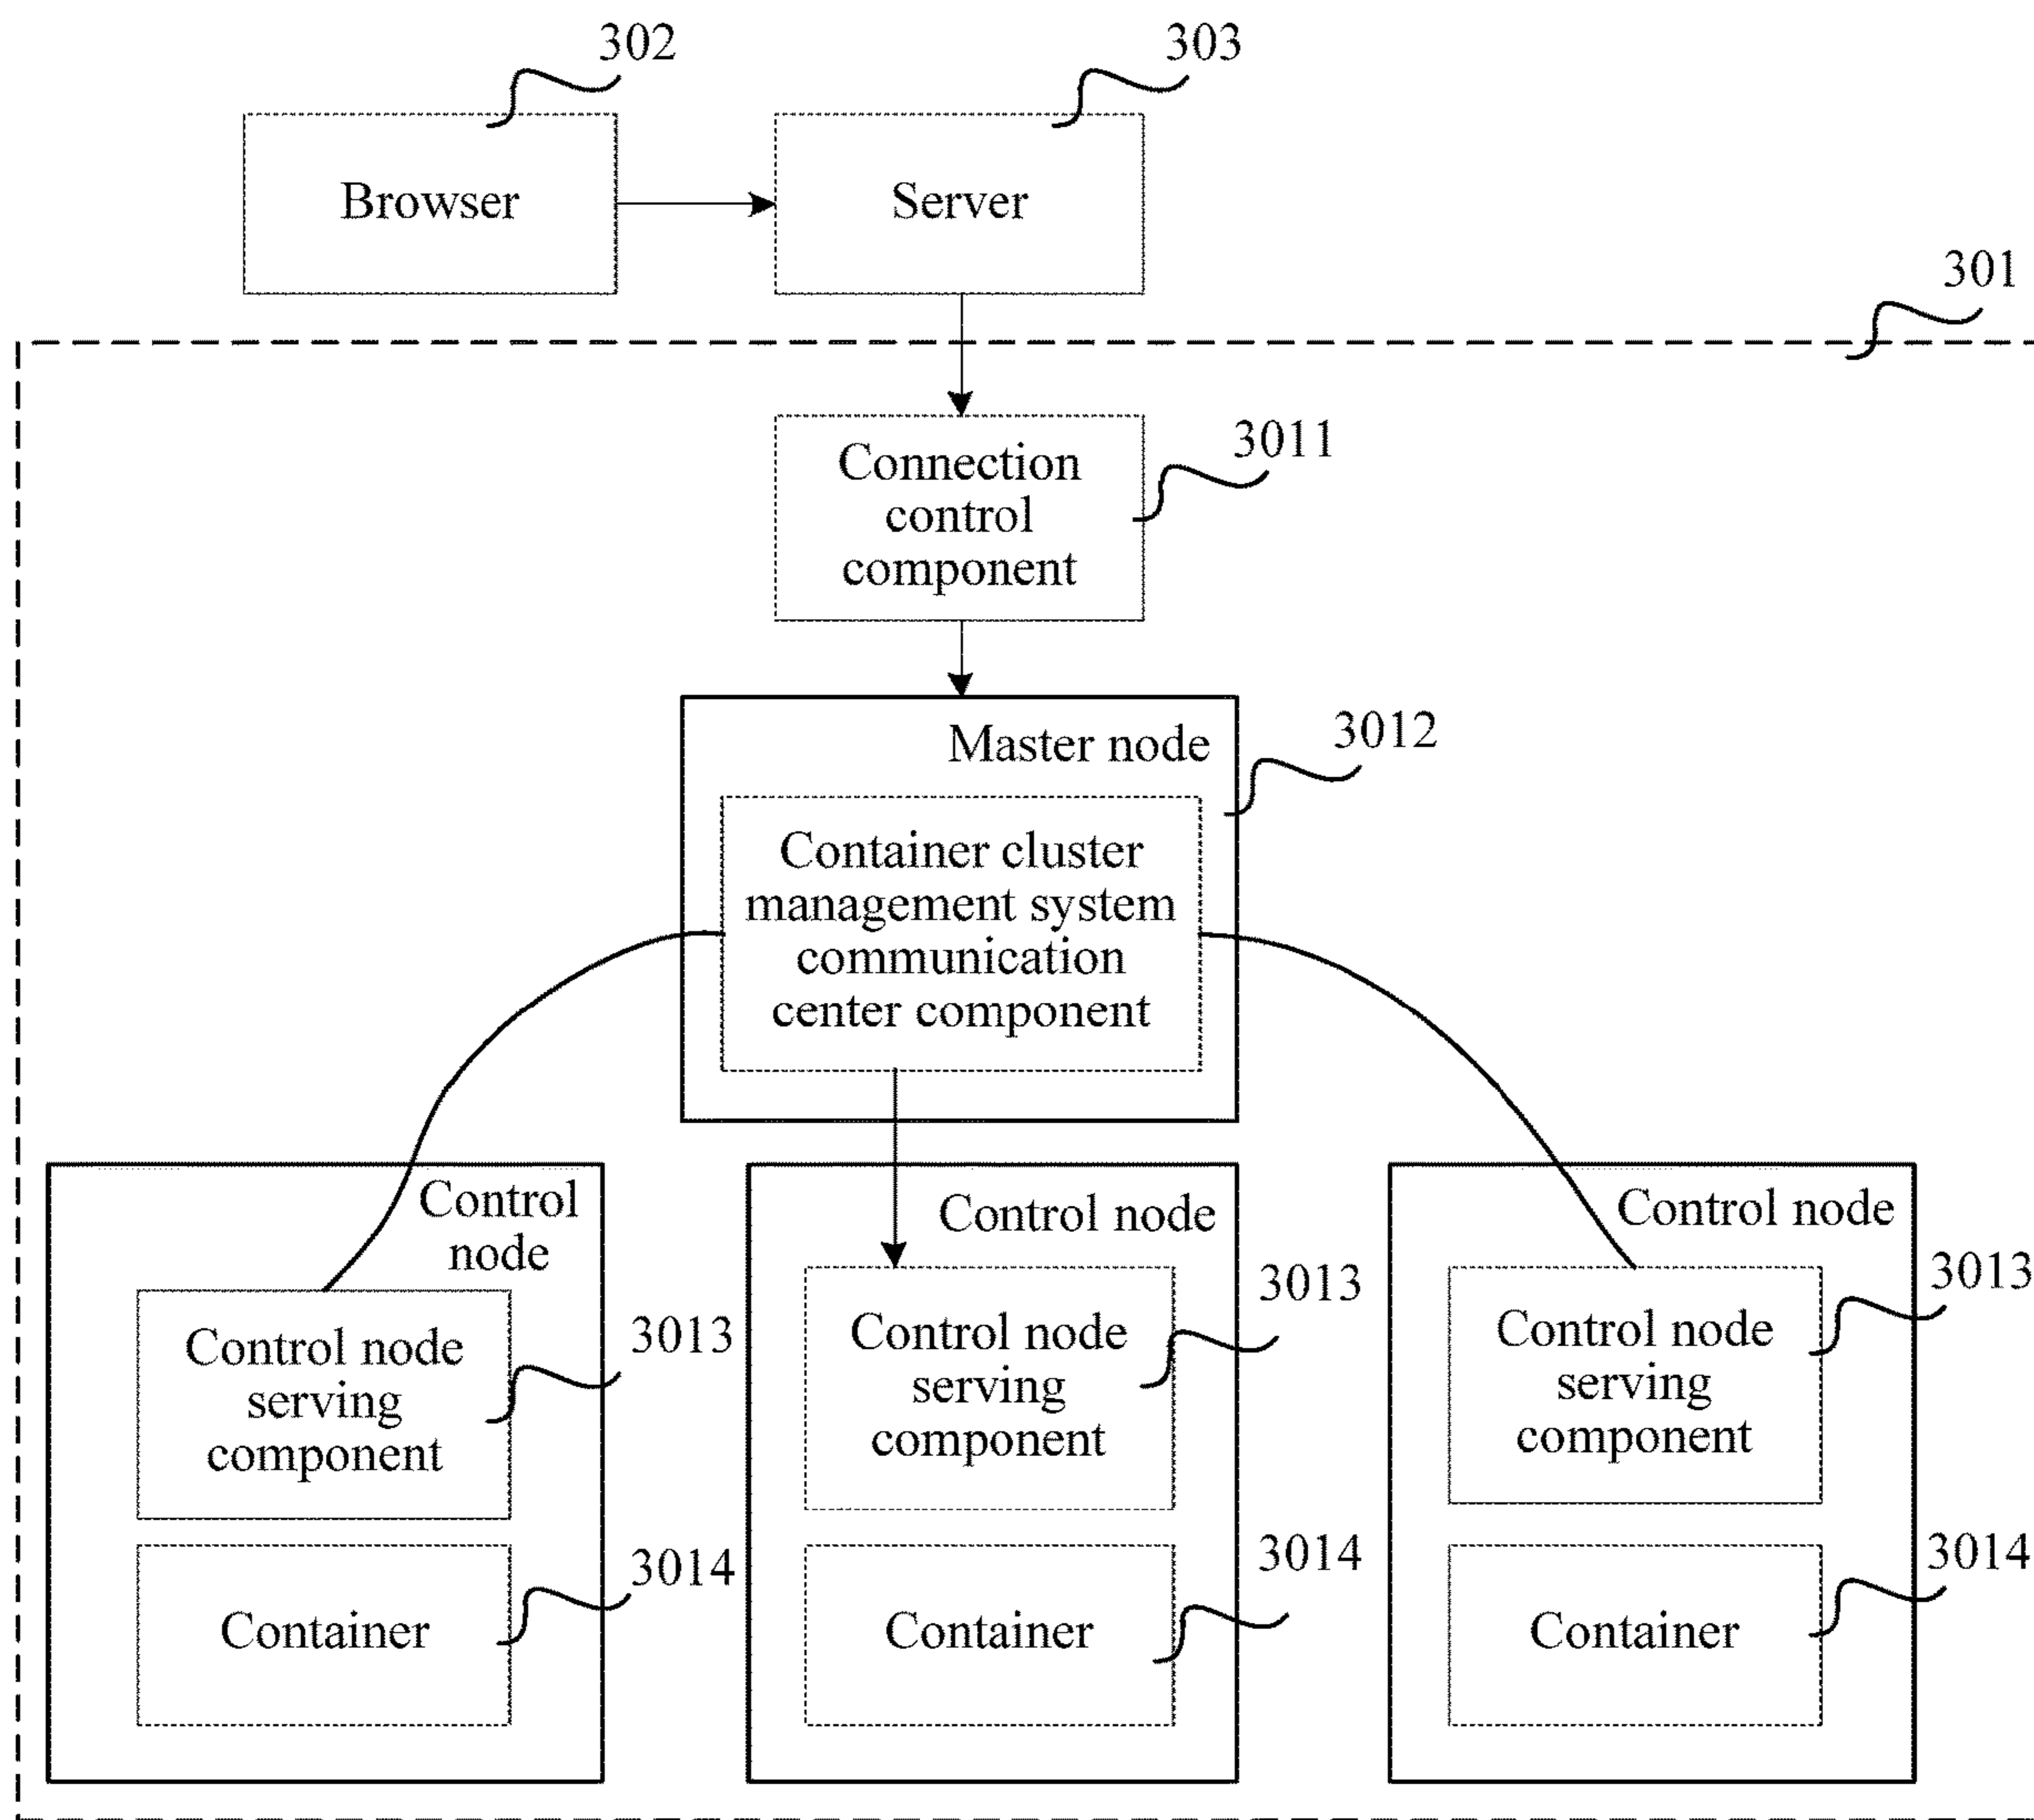 302
303
Browser
Server
301
Connection
control
component
3011
Master node
3012
Container cluster
management system
communication
center component
Control
node
Control node
Control node
Control node
serving
component
3013
Control node
serving
component
3013
Control node
serving
component
3013
Container
3014
Container
3014
Container
3014